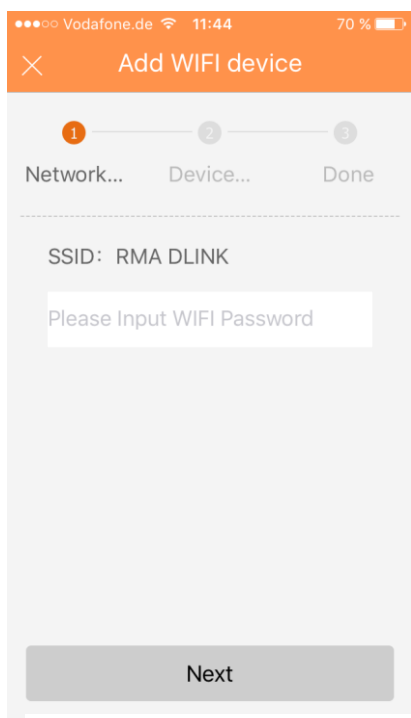 Vodafone.de 11:44 70 %
Add WIFI device
1 2 3
Network... Device... Done
SSID: RMA DLINK
Please Input WIFI Password
Next